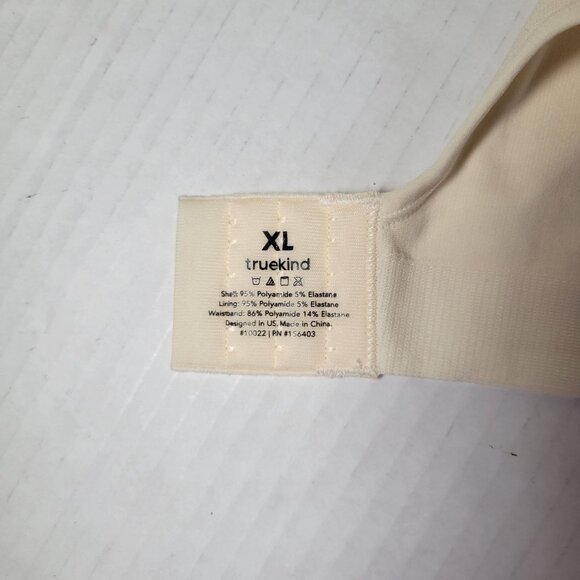 XL
truekind
Shell: 95% Polyamide 5% Elastane
Lining: 95% Polyamide 5% Elastane
Waistband: 86% Polyamide 14% Elastane
Designed in US. Made in China.
#10022 | RN #156403